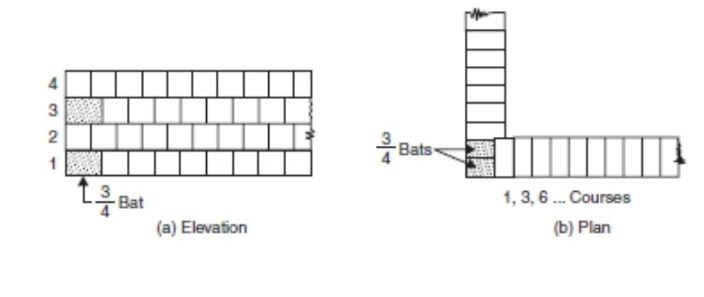 4
3
2
1
3/4 Bat
(a) Elevation
3/4 Bats
1, 3, 6 ... Courses
(b) Plan